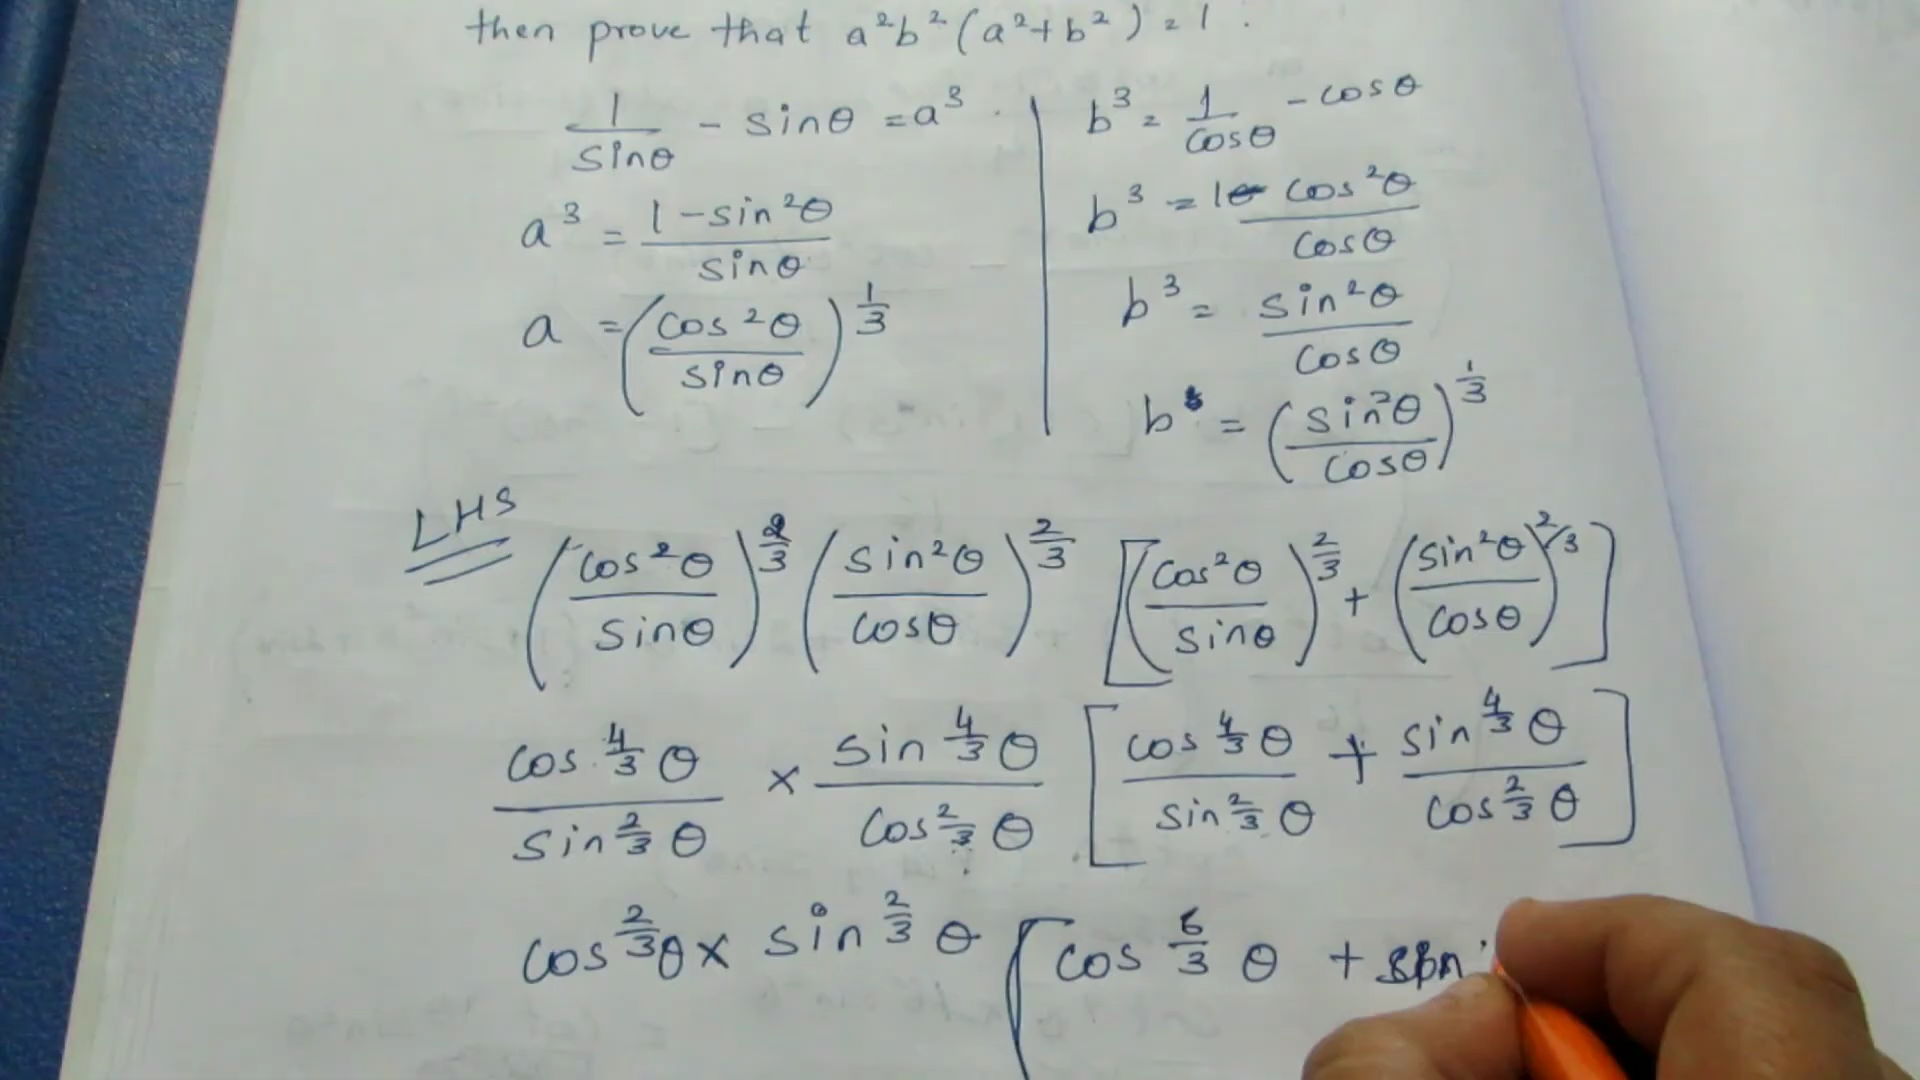 then prove that a²b²(a²+b²) = 1.
1/sinθ - sinθ = a³
a³ = (1 - sin²θ)/sinθ
a = (cos²θ/sinθ)^(1/3)
b³ = 1/cosθ - cosθ
b³ = 1 - cos²θ/cosθ
b³ = sin²θ/cosθ
b = (sin²θ/cosθ)^(1/3)
LHS
(cos²θ/sinθ)^(2/3) (sin²θ/cosθ)^(2/3) [(cos²θ/sinθ)^(2/3) + (sin²θ/cosθ)^(2/3)]
cos^(4/3)θ/sin^(2/3)θ × sin^(4/3)θ/cos^(2/3)θ [cos^(4/3)θ/sin^(2/3)θ + sin^(4/3)θ/cos^(2/3)θ]
cos^(2/3)θ × sin^(2/3)θ [cos^(6/3)θ + sin